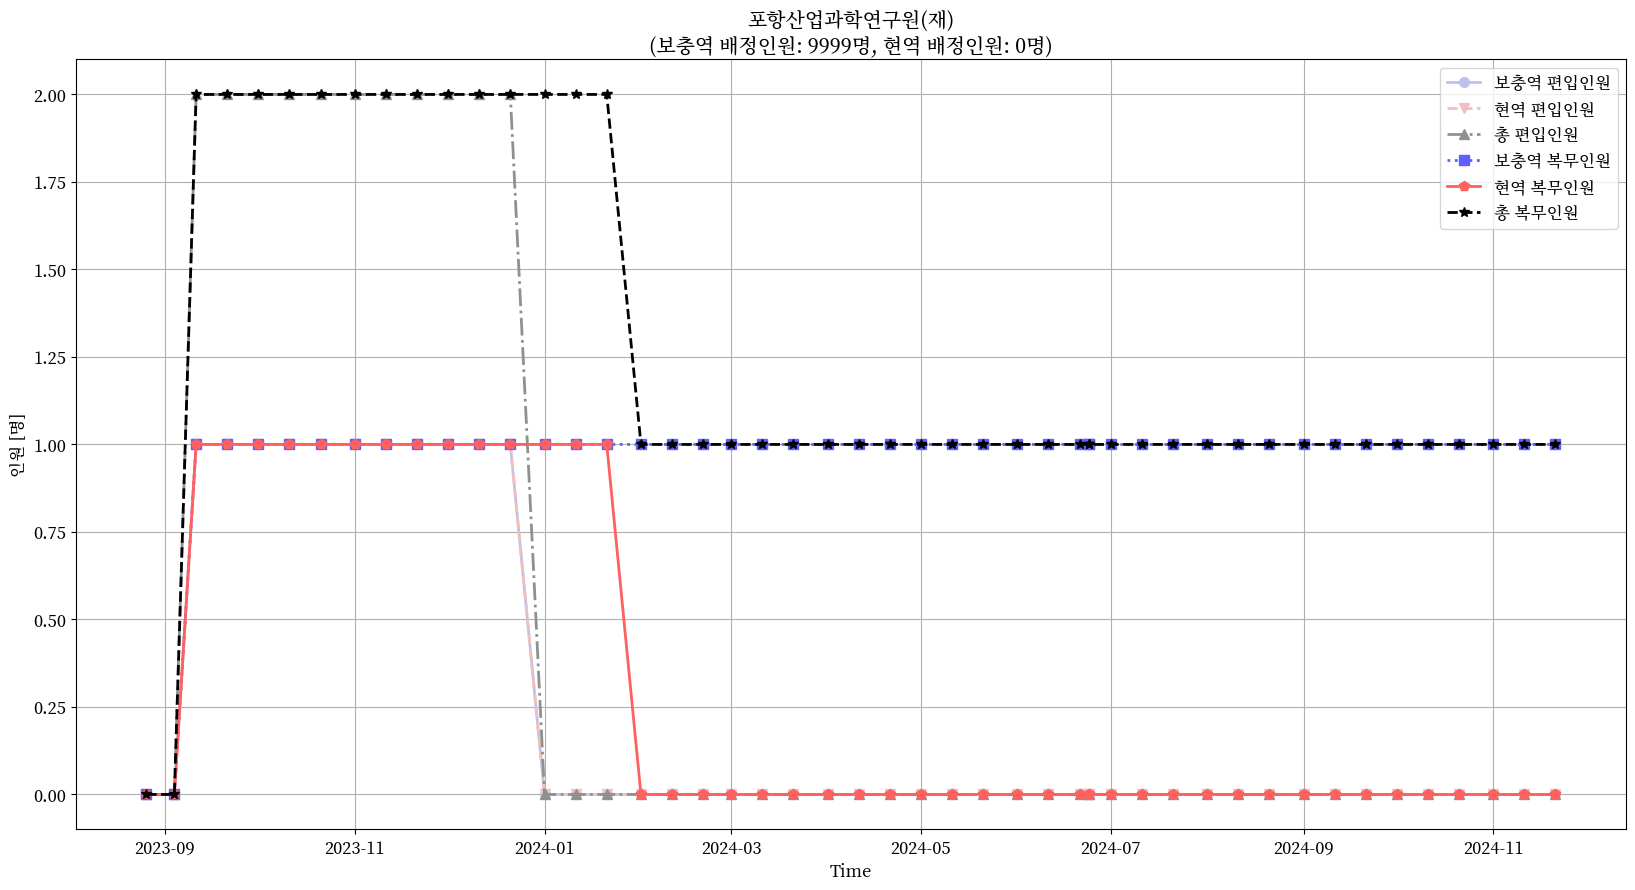 포항산업과학연구원(재)
(보충역 배정인원: 9999명, 현역 배정인원: 0명)
보충역 편입인원
현역 편입인원
총 편입인원
보충역 복무인원
현역 복무인원
총 복무인원
2.00
1.75
1.50
1.25
1.00
0.75
0.50
0.25
0.00
인원 [명]
2023-09 2023-11 2024-01 2024-03 2024-05 2024-07 2024-09 2024-11
Time